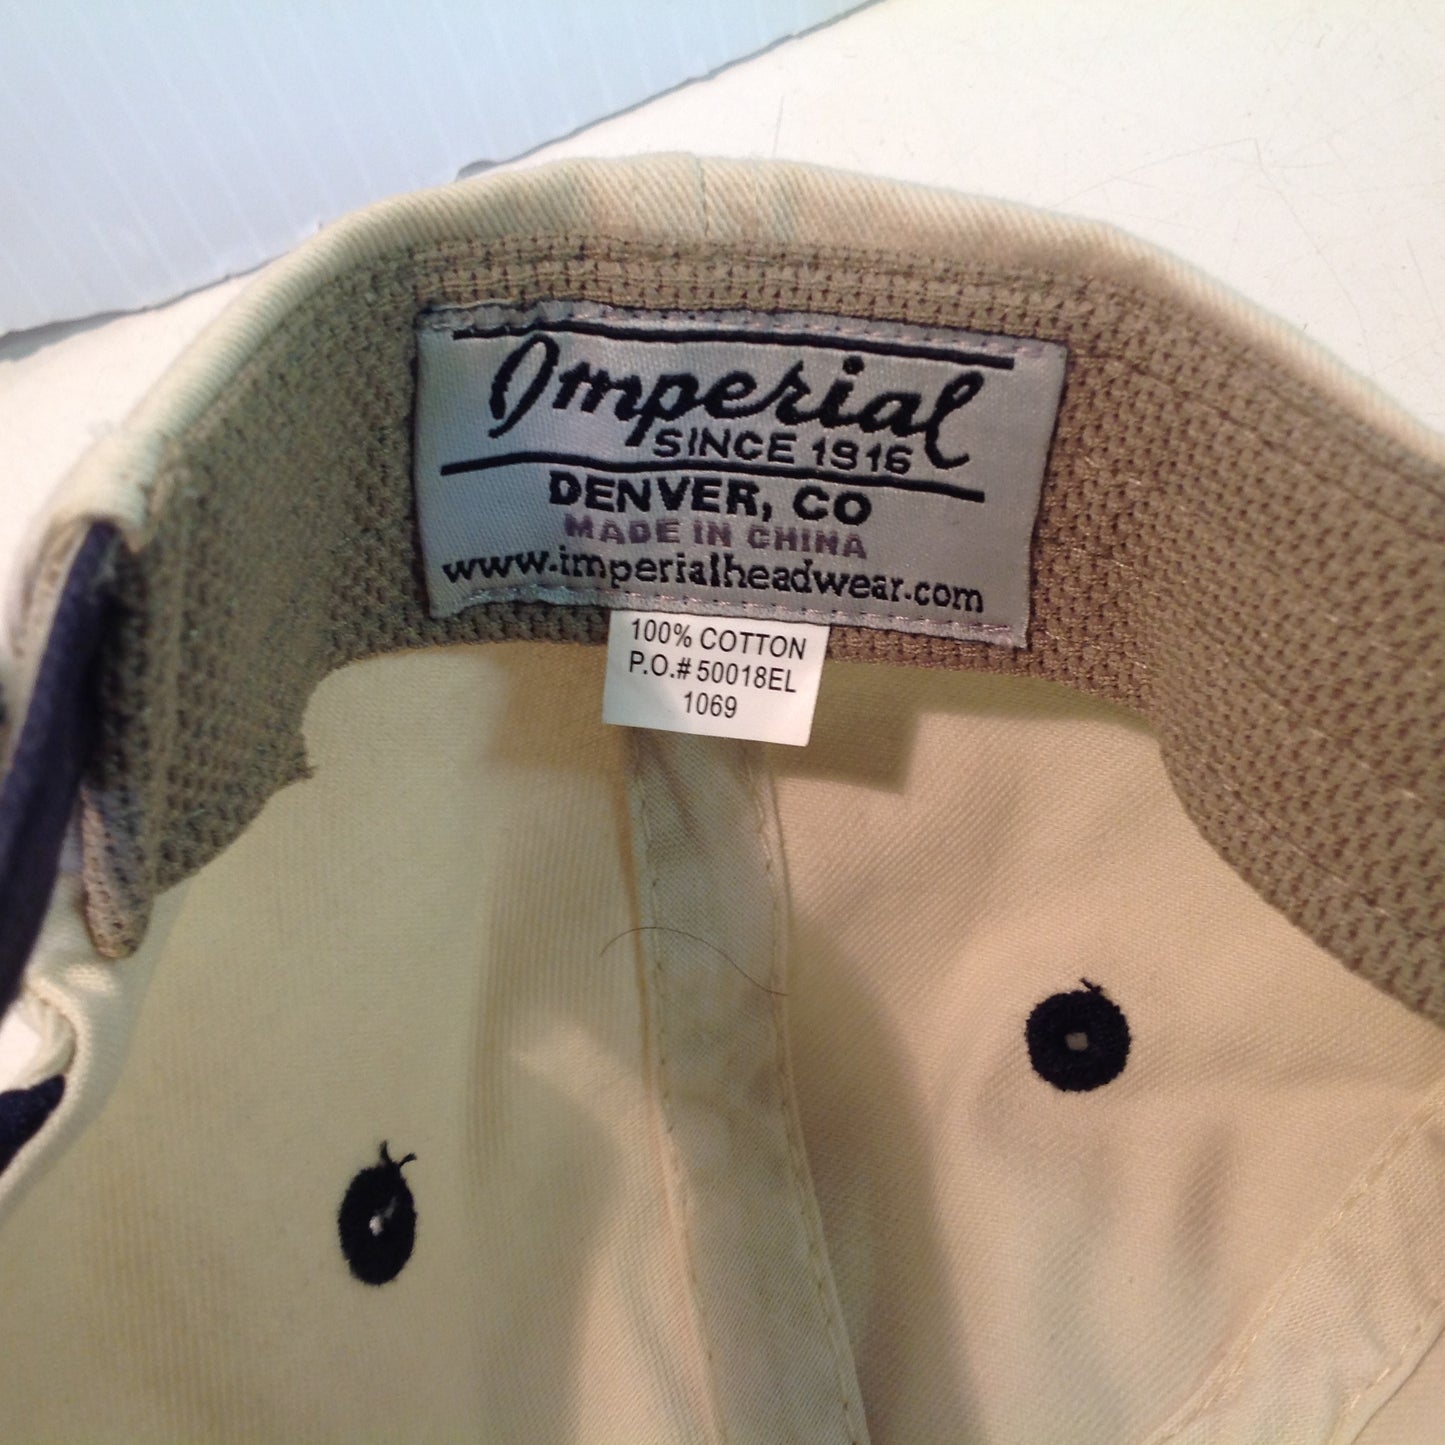 Imperial
SINCE 1916
DENVER, CO
MADE IN CHINA
www.imperialheadwear.com
100% COTTON
P.O.# 50018EL
1069